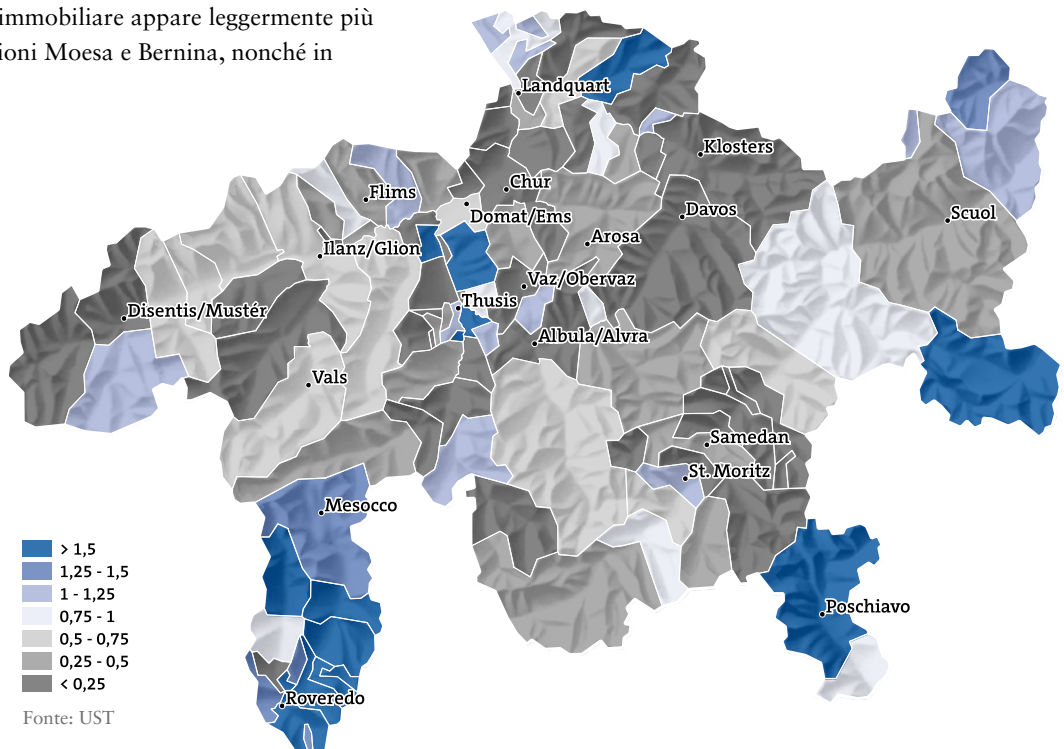 immobiliare appare leggermente più
ioni Moesa e Bernina, nonché in
Landquart
Klosters
Chur
Flims
Domat/Ems
Davos
Scuol
Arosa
Ilanz/Glion
Vaz/Obervaz
Thusis
Disentis/Mustér
Albula/Alvra
Vals
Samedan
St. Moritz
Mesocco
Poschiavo
Roveredo
> 1,5
1,25 - 1,5
1 - 1,25
0,75 - 1
0,5 - 0,75
0,25 - 0,5
< 0,25
Fonte: UST